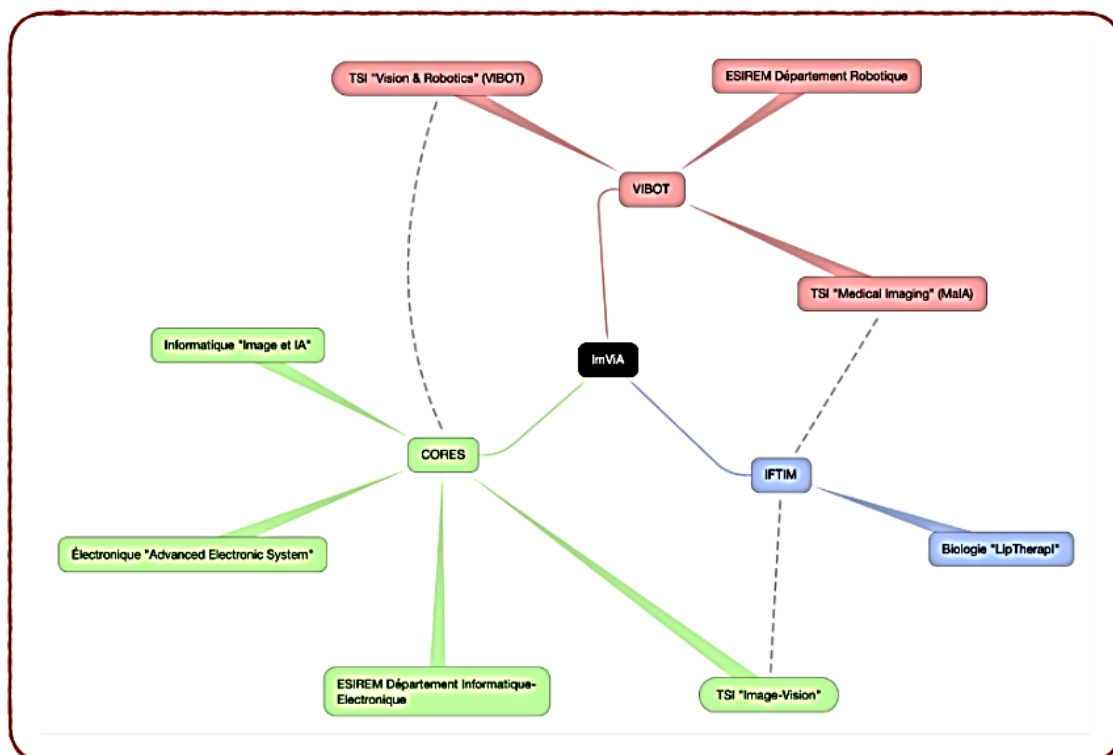 TSI "Vision & Robotics" (VIBOT)
ESIREM Département Robotique
VIBOT
TSI "Medical Imaging" (MaIA)
Informatique "Image et IA"
ImViA
CORES
IFTIM
Électronique "Advanced Electronic System"
Biologie "LipTherapI"
ESIREM Département Informatique-
Electronique
TSI "Image-Vision"